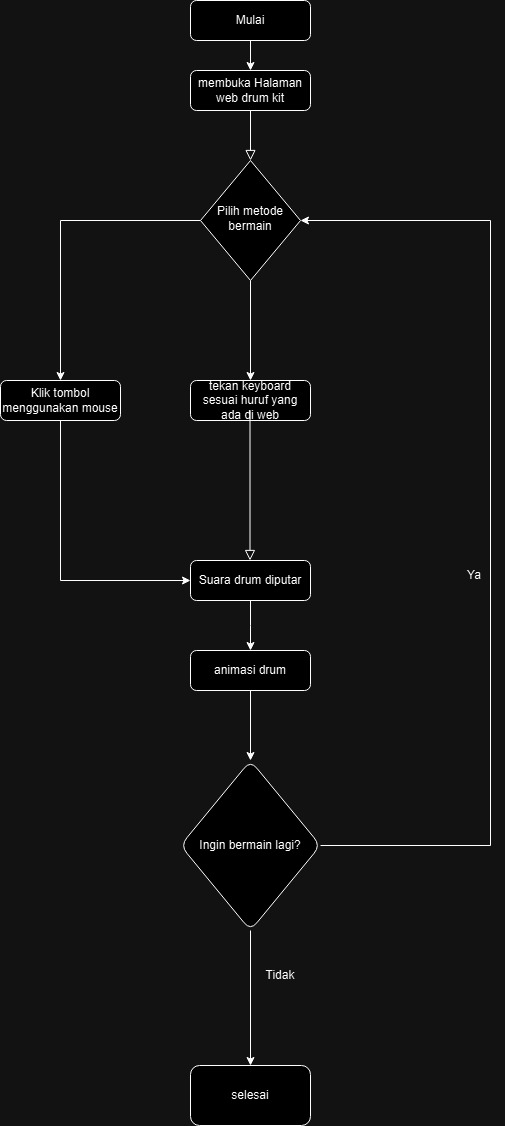 Mulai
membuka Halaman
web drum kit
Pilih metode
bermain
Klik tombol
menggunakan mouse
tekan keyboard
sesuai huruf yang
ada di web
Suara drum diputar
Ya
animasi drum
Ingin bermain lagi?
Tidak
selesai